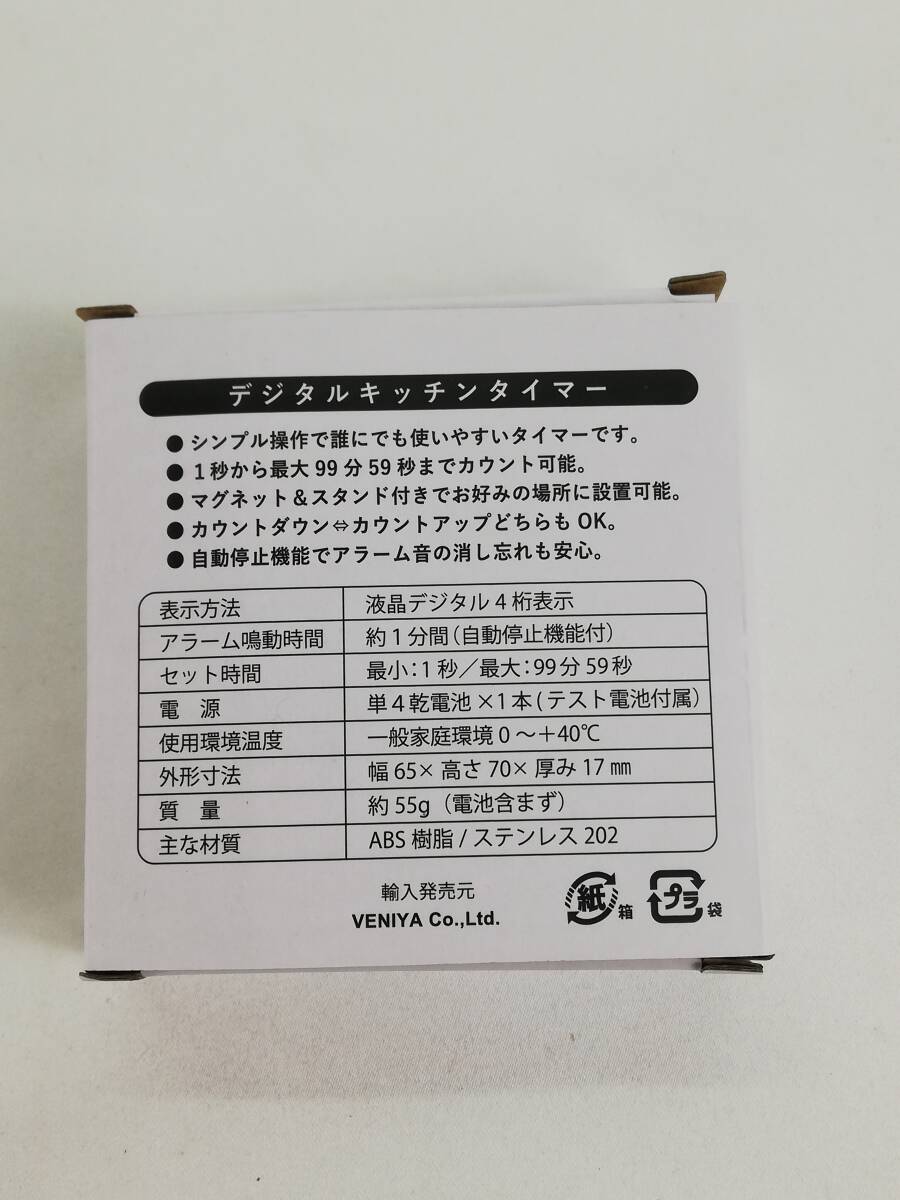 デジタルキッチンタイマー
● シンプル操作で誰にでも使いやすいタイマーです。
● 1秒から最大99分59秒までカウント可能。
● マグネット＆スタンド付きでお好みの場所に設置可能。
● カウントダウン⇔カウントアップどちらもOK。
● 自動停止機能でアラーム音の消し忘れも安心。
表示方法 液晶デジタル4桁表示
アラーム鳴動時間 約1分間(自動停止機能付)
セット時間 最小:1秒／最大:99分59秒
電 源 単4乾電池×1本(テスト電池付属)
使用環境温度 一般家庭環境0～+40℃
外形寸法 幅65×高さ70×厚み17㎜
質 量 約55g（電池含まず）
主な材質 ABS樹脂/ステンレス202
輸入発売元
VENIYA Co.,Ltd.
紙 箱 プラ 袋